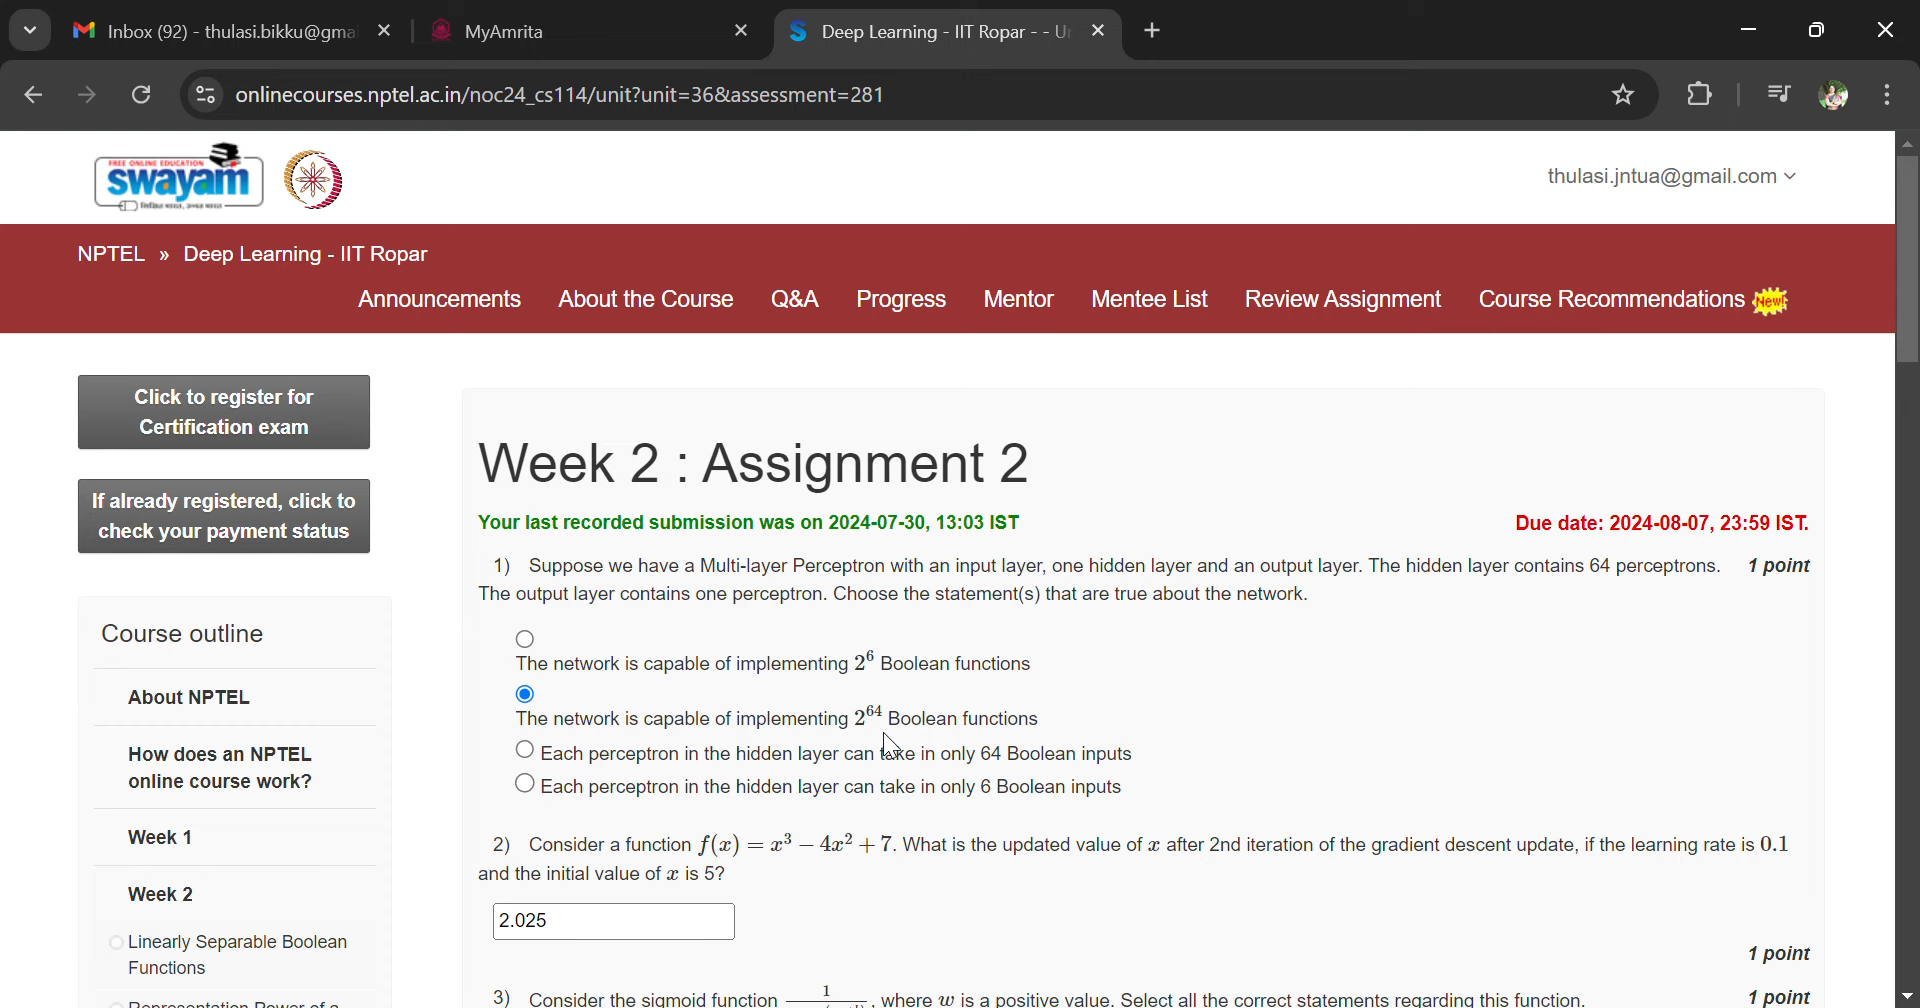 Inbox (92) - thulasi.bikku@gma
MyAmrita
Deep Learning - IIT Ropar - - Ur
onlinecourses.nptel.ac.in/noc24_cs114/unit?unit=36&assessment=281
FREE ONLINE EDUCATION
swayam
thulasi.jntua@gmail.com
NPTEL » Deep Learning - IIT Ropar
Announcements About the Course Q&A Progress Mentor Mentee List Review Assignment Course Recommendations New!
Click to register for
Certification exam
If already registered, click to
check your payment status
Course outline
About NPTEL
How does an NPTEL
online course work?
Week 1
Week 2
Linearly Separable Boolean
Functions
Representation Power of a
Week 2 : Assignment 2
Your last recorded submission was on 2024-07-30, 13:03 IST Due date: 2024-08-07, 23:59 IST.
1) Suppose we have a Multi-layer Perceptron with an input layer, one hidden layer and an output layer. The hidden layer contains 64 perceptrons. 1 point
The output layer contains one perceptron. Choose the statement(s) that are true about the network.
The network is capable of implementing 2^6 Boolean functions
The network is capable of implementing 2^64 Boolean functions
Each perceptron in the hidden layer can take in only 64 Boolean inputs
Each perceptron in the hidden layer can take in only 6 Boolean inputs
2) Consider a function f(x) = x³ − 4x² + 7. What is the updated value of x after 2nd iteration of the gradient descent update, if the learning rate is 0.1
and the initial value of x is 5?
2.025
1 point
3) Consider the sigmoid function 1, where w is a positive value. Select all the correct statements regarding this function. 1 point